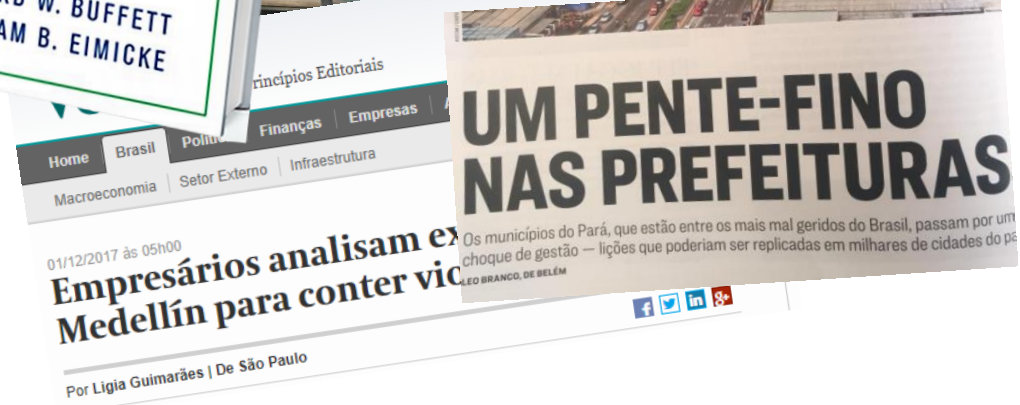 W. BUFFETT
AM B. EIMICKE
rincípios Editoriais
Home
Brasil
Finanças
Empresas
Macroeconomia
Setor Externo
Infraestrutura
01/12/2017 às 05h00
Empresários analisam
Medellín para conter
Por Ligia Guimarães | De São Paulo
UM PENTE-FINO
NAS PREFEITURAS
Os municípios do Pará, que estão entre os mais mal geridos do Brasil, passam por um
choque de gestão — lições que poderiam ser replicadas em milhares de cidades do
LEO BRANCO, DE BELÉM
f
in
g+